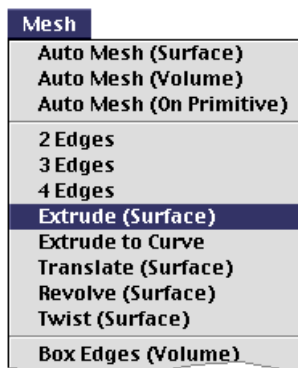 Mesh
Auto Mesh (Surface)
Auto Mesh (Volume)
Auto Mesh (On Primitive)
2 Edges
3 Edges
4 Edges
Extrude (Surface)
Extrude to Curve
Translate (Surface)
Revolve (Surface)
Twist (Surface)
Box Edges (Volume)